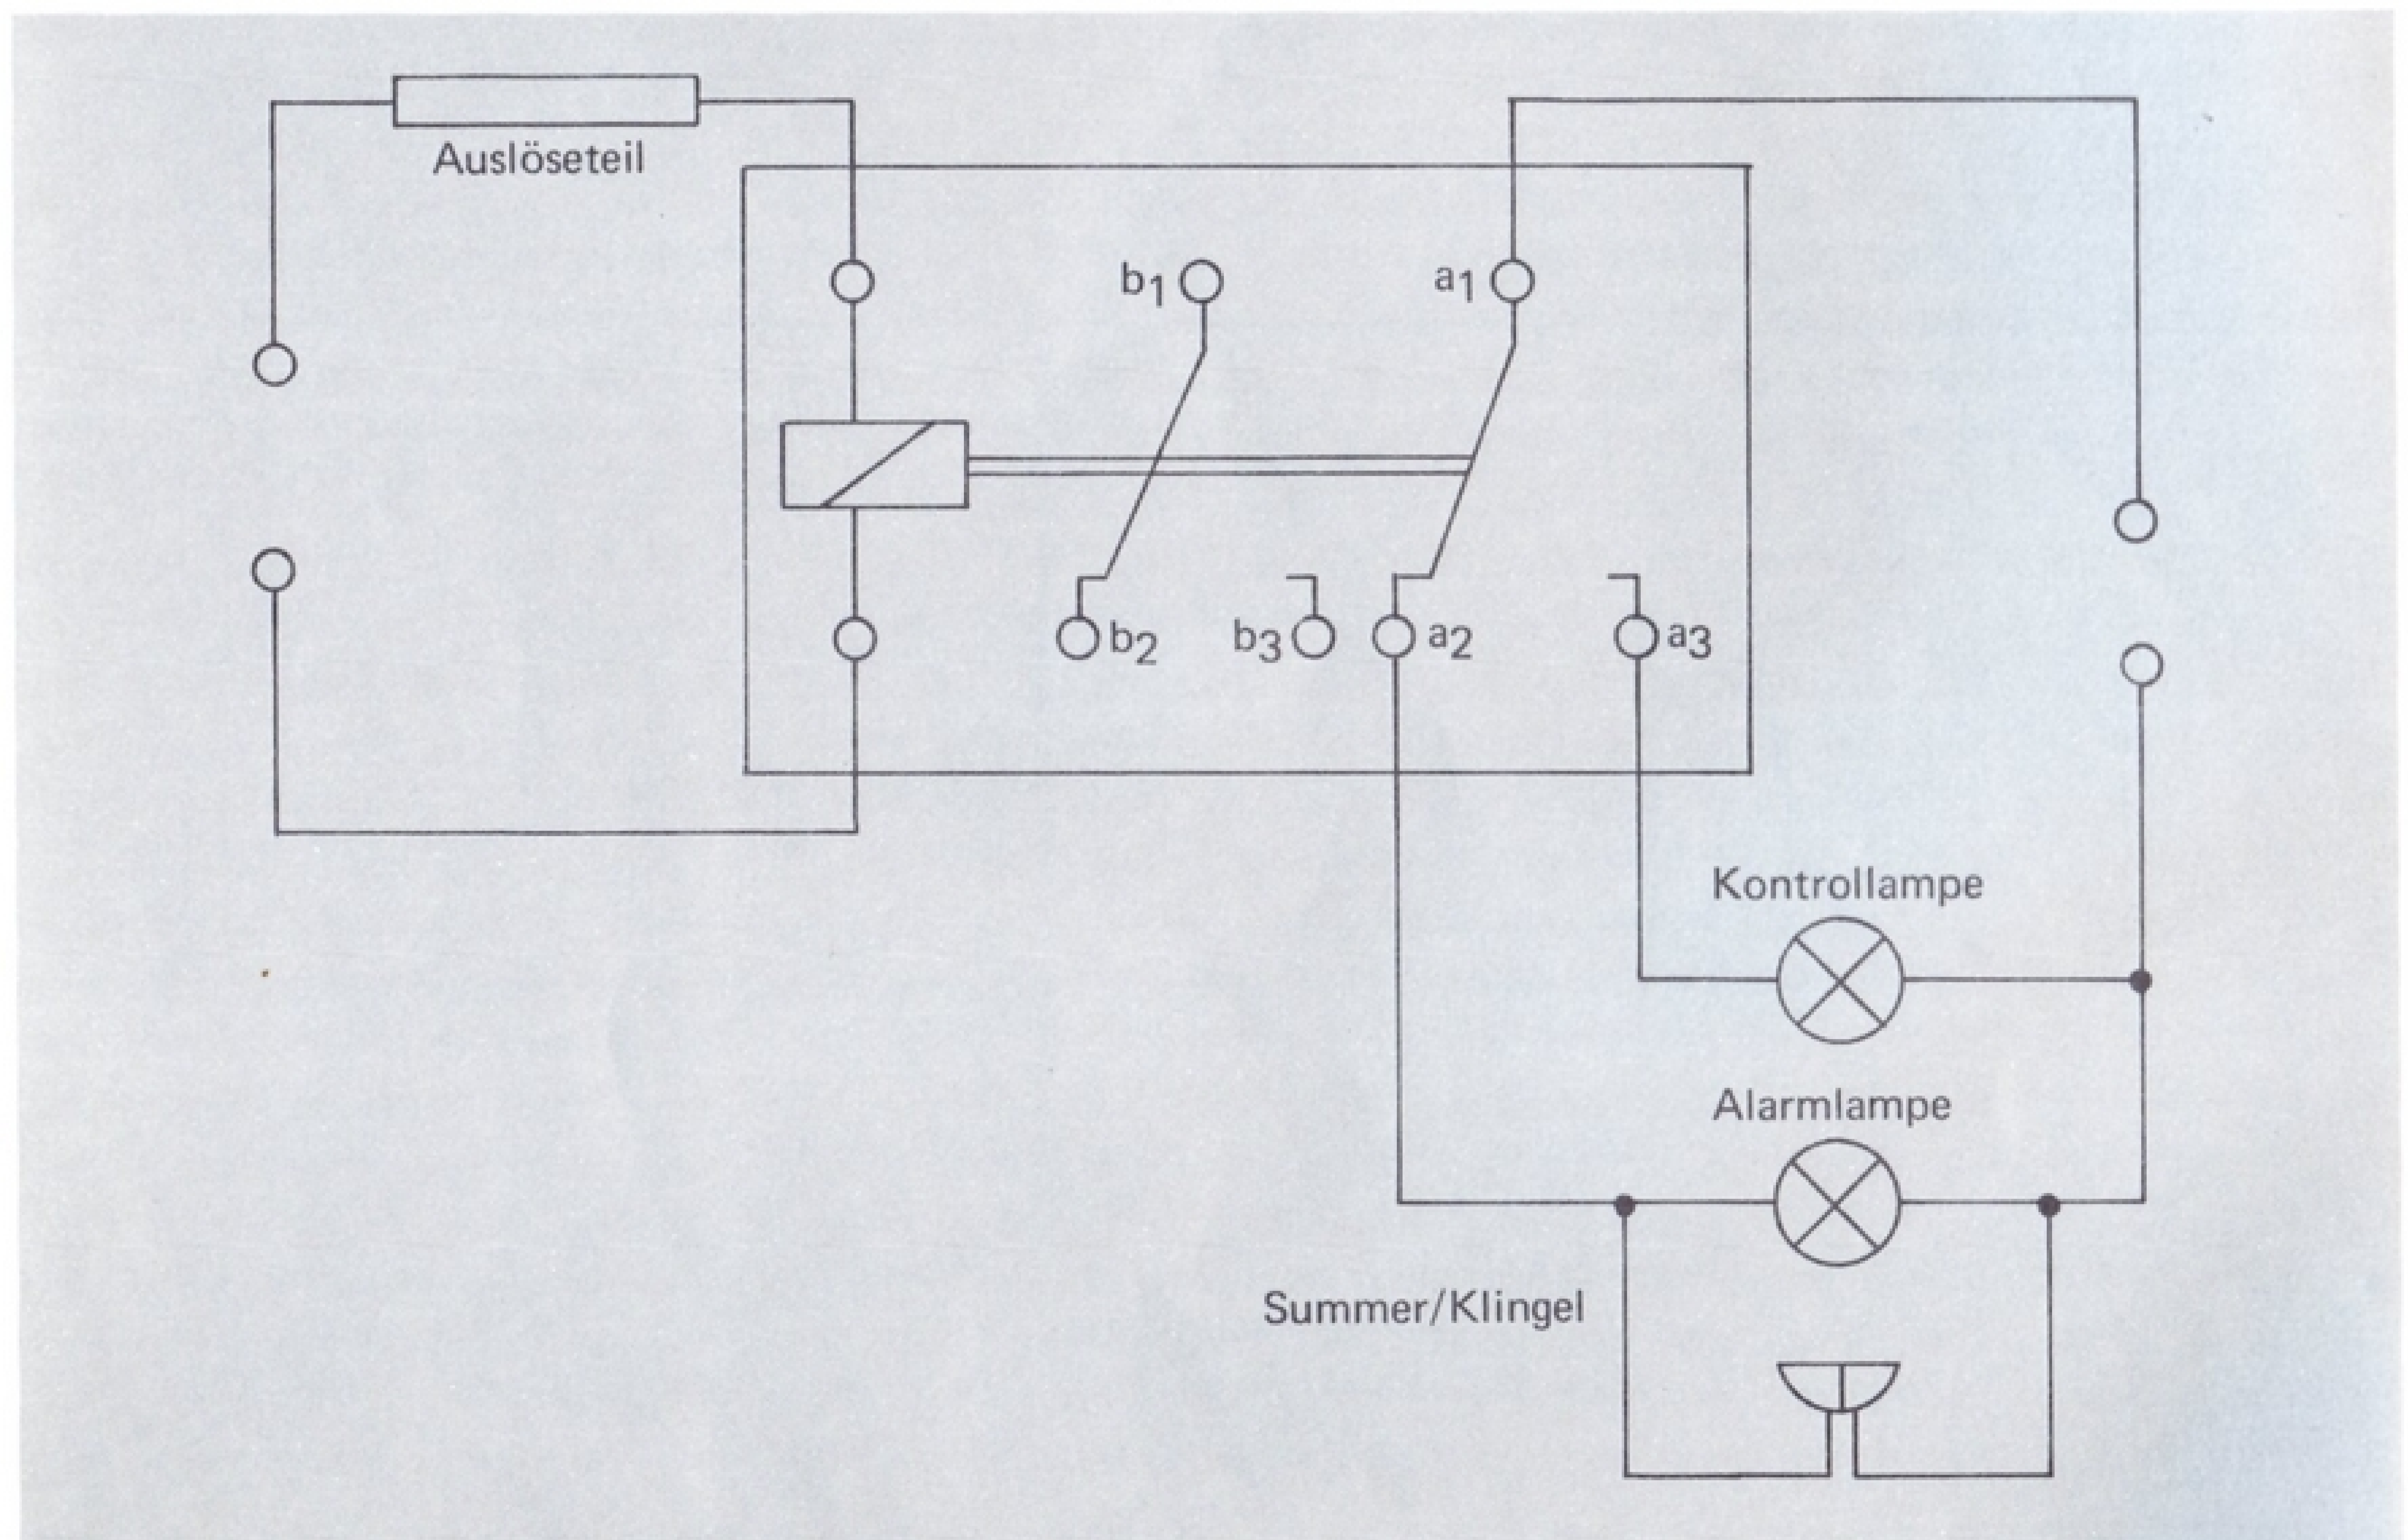 Auslöseteil
b1
a1
b2
b3
a2
a3
Kontrollampe
Alarmlampe
Summer/Klingel